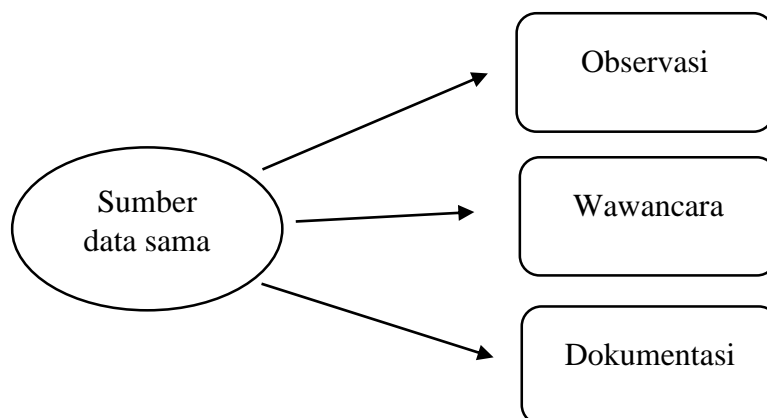 Observasi
Sumber
data sama
Wawancara
Dokumentasi